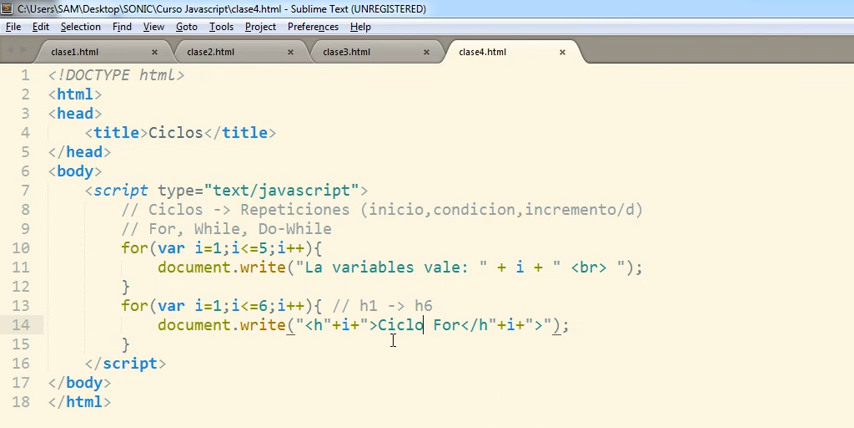 C:\Users\SAM\Desktop\SONIC\Curso Javascript\clase4.html - Sublime Text (UNREGISTERED)
File Edit Selection Find View Goto Tools Project Preferences Help
clase1.html × clase2.html × clase3.html × clase4.html ×
1 <!DOCTYPE html>
2 <html>
3 <head>
4 <title>Ciclos</title>
5 </head>
6 <body>
7 <script type="text/javascript">
8 // Ciclos -> Repeticiones (inicio,condicion,incremento/d)
9 // For, While, Do-While
10 for(var i=1;i<=5;i++){
11 document.write("La variables vale: " + i + " <br> ");
12 }
13 for(var i=1;i<=6;i++){ // h1 -> h6
14 document.write("<h"+i+">Ciclo For</h"+i+">");
15 }
16 </script>
17 </body>
18 </html>